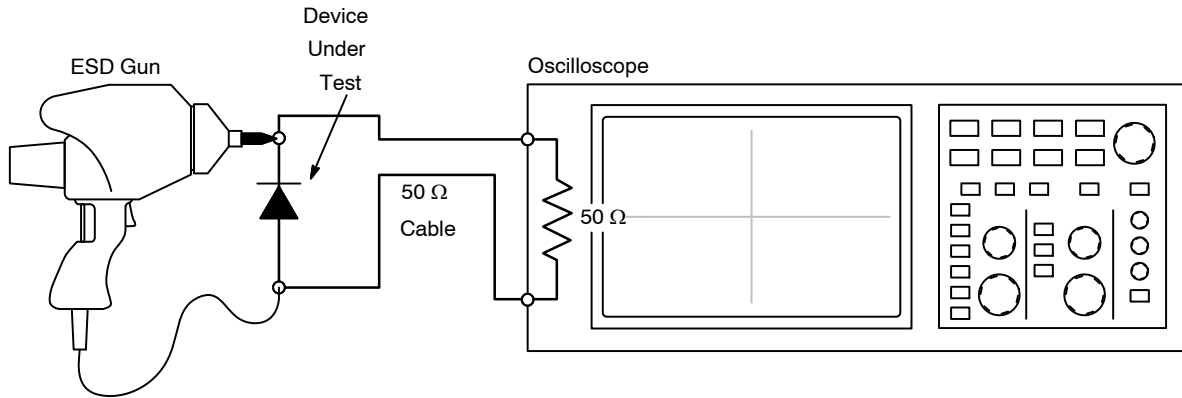 Device
Under
Test
ESD Gun
Oscilloscope
50 Ω
Cable
50 Ω